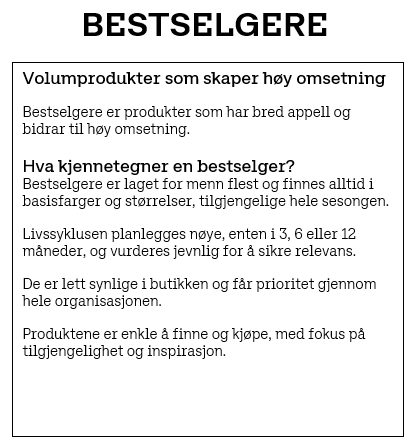 BESTSELGERE
Volumprodukter som skaper høy omsetning
Bestselgere er produkter som har bred appell og
bidrar til høy omsetning.
Hva kjennetegner en bestselger?
Bestselgere er laget for menn flest og finnes alltid i
basisfarger og størrelser, tilgjengelige hele sesongen.
Livssyklusen planlegges nøye, enten i 3, 6 eller 12
måneder, og vurderes jevnlig for å sikre relevans.
De er lett synlige i butikken og får prioritet gjennom
hele organisasjonen.
Produktene er enkle å finne og kjøpe, med fokus på
tilgjengelighet og inspirasjon.